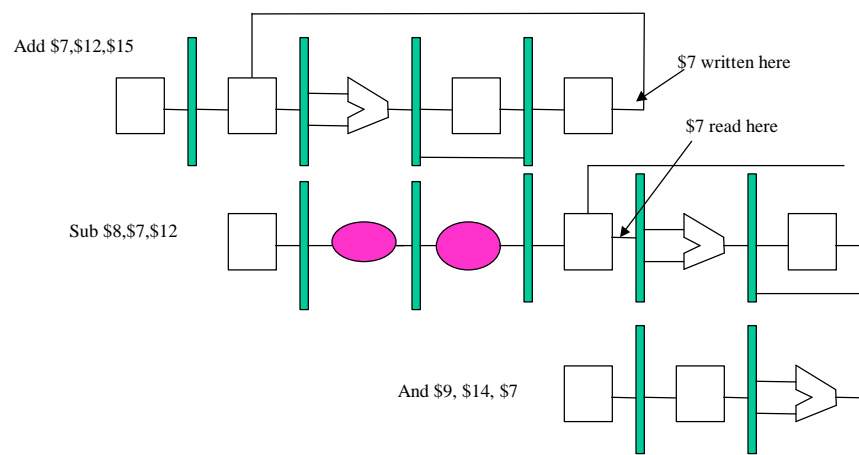 Add $7,$12,$15
$7 written here
$7 read here
Sub $8,$7,$12
And $9, $14, $7